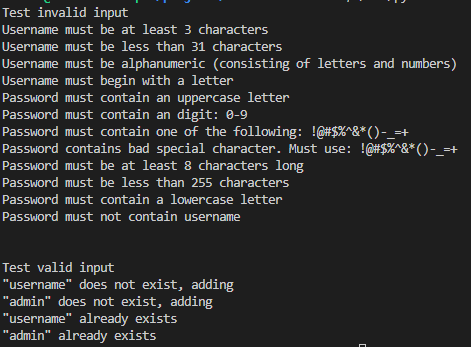 Test invalid input
Username must be at least 3 characters
Username must be less than 31 characters
Username must be alphanumeric (consisting of letters and numbers)
Username must begin with a letter
Password must contain an uppercase letter
Password must contain an digit: 0-9
Password must contain one of the following: !@#$%^&*()-_=+
Password contains bad special character. Must use: !@#$%^&*()-_=+
Password must be at least 8 characters long
Password must be less than 255 characters
Password must contain a lowercase letter
Password must not contain username
Test valid input
"username" does not exist, adding
"admin" does not exist, adding
"username" already exists
"admin" already exists